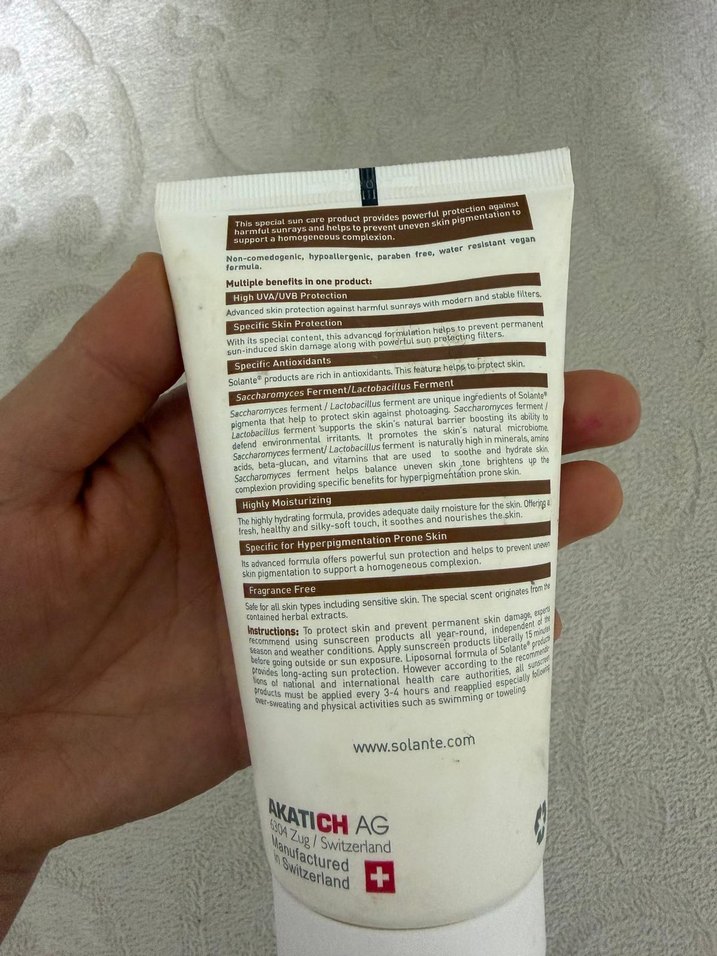 This special sun care product provides powerful protection against
harmful sunrays and helps to prevent uneven skin pigmentation to
support a homogeneous complexion.
Non-comedogenic, hypoallergenic, paraben free, water resistant vegan
formula.
Multiple benefits in one product:
High UVA/UVB Protection
Advanced skin protection against harmful sunrays with modern and stable filters.
Specific Skin Protection
With its special content, this advanced formulation helps to prevent permanent
sun-induced skin damage along with powerful sun protecting filters.
Specific Antioxidants
Solante® products are rich in antioxidants. This feature helps to protect skin.
Saccharomyces Ferment/Lactobacillus Ferment
Saccharomyces ferment / Lactobacillus ferment are unique ingredients of Solante®
pigmenta that help to protect skin against photoaging. Saccharomyces ferment /
Lactobacillus ferment supports the skin's natural barrier boosting its ability to
defend environmental irritants. It promotes the skin's natural microbiome.
Saccharomyces ferment/ Lactobacillus ferment is naturally high in minerals, amino
acids, beta-glucan, and vitamins that are used to soothe and hydrate skin.
Saccharomyces ferment helps balance uneven skin tone brightens up the
complexion providing specific benefits for hyperpigmentation prone skin.
Highly Moisturizing
The highly hydrating formula, provides adequate daily moisture for the skin. Offering a
fresh, healthy and silky-soft touch, it soothes and nourishes the skin.
Specific for Hyperpigmentation Prone Skin
Its advanced formula offers powerful sun protection and helps to prevent uneven
skin pigmentation to support a homogeneous complexion.
Fragrance Free
Safe for all skin types including sensitive skin. The special scent originates from the
contained herbal extracts.
Instructions: To protect skin and prevent permanent skin damage, experts
recommend using sunscreen products all year-round, independent of the
season and weather conditions. Apply sunscreen products liberally 15 minutes
before going outside or sun exposure. Liposomal formula of Solante® products
provides long-acting sun protection. However according to the recommenda-
tions of national and international health care authorities, all sunscreen
products must be applied every 3-4 hours and reapplied especially following
over-sweating and physical activities such as swimming or toweling.
www.solante.com
AKATICH AG
6304 Zug / Switzerland
Manufactured
in Switzerland